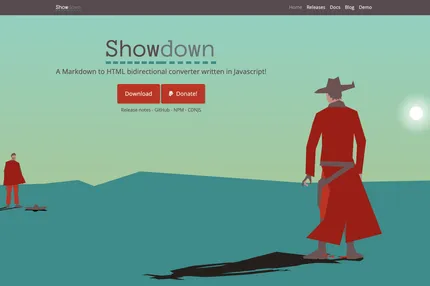 Showdown
Home Releases Docs Blog Demo
Showdown
A Markdown to HTML bidirectional converter written in Javascript!
Download
Donate!
Release notes - GitHub - NPM - CDNJS